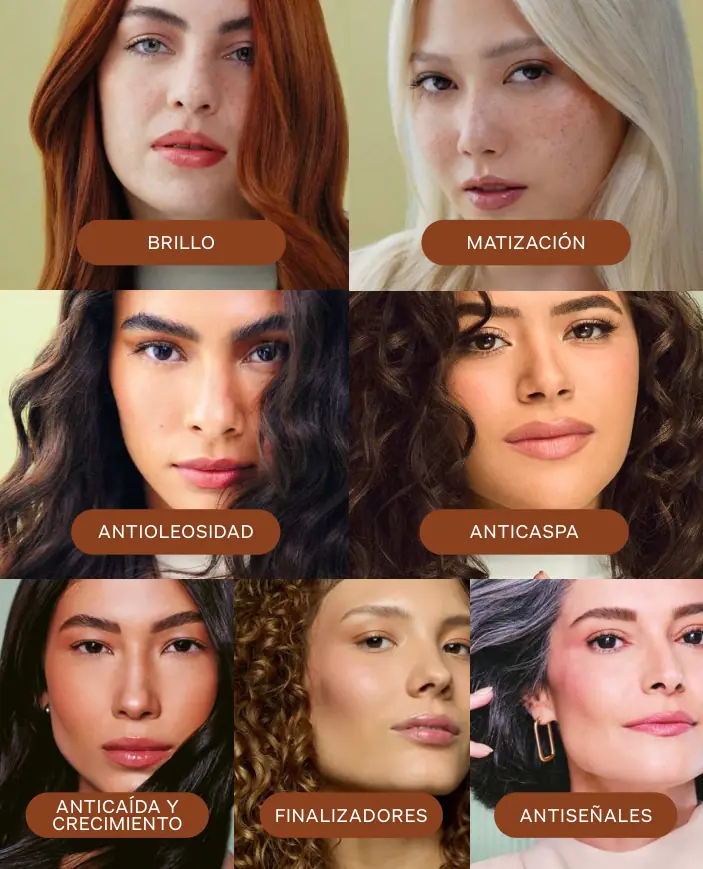 BRILLO
MATIZACIÓN
ANTIOLEOSIDAD
ANTICASPA
ANTICAÍDA Y
CRECIMIENTO
FINALIZADORES
ANTISEÑALES